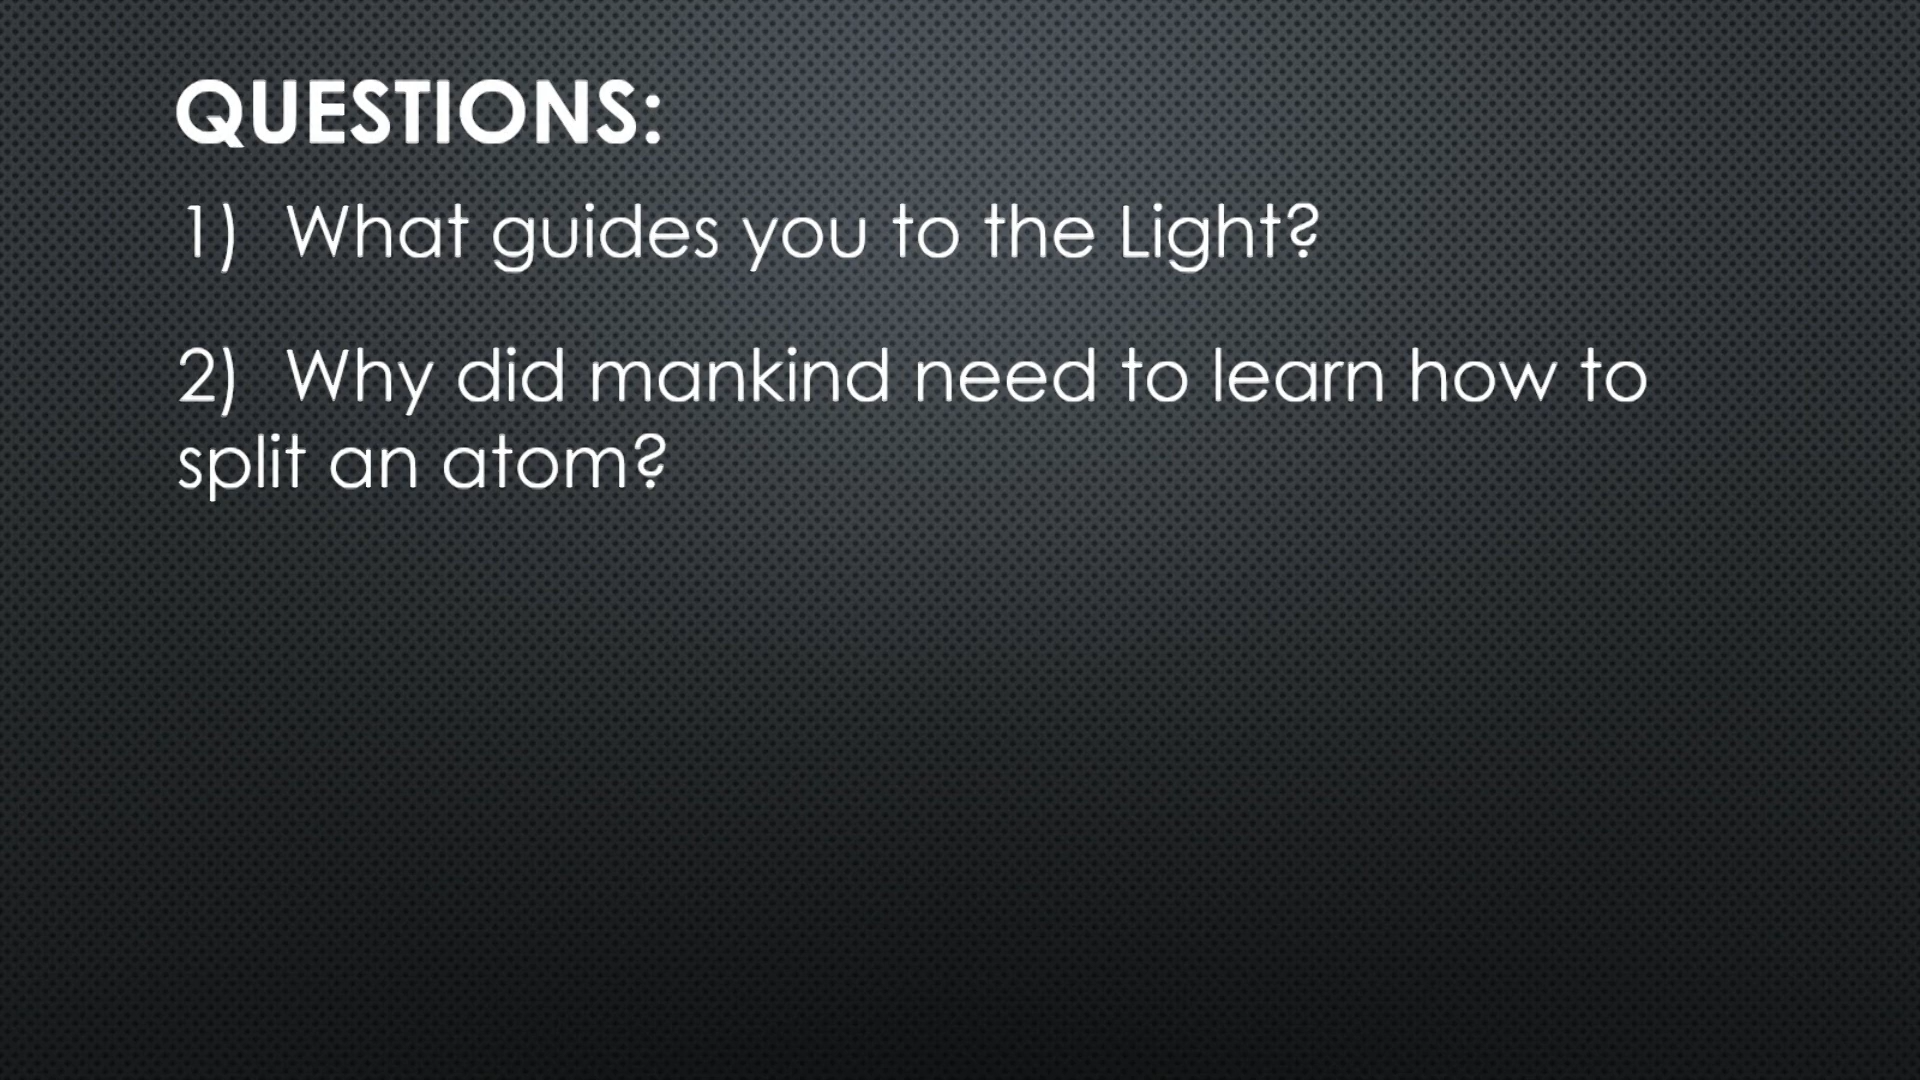 QUESTIONS:
1) What guides you to the Light?
2) Why did mankind need to learn how to
split an atom?